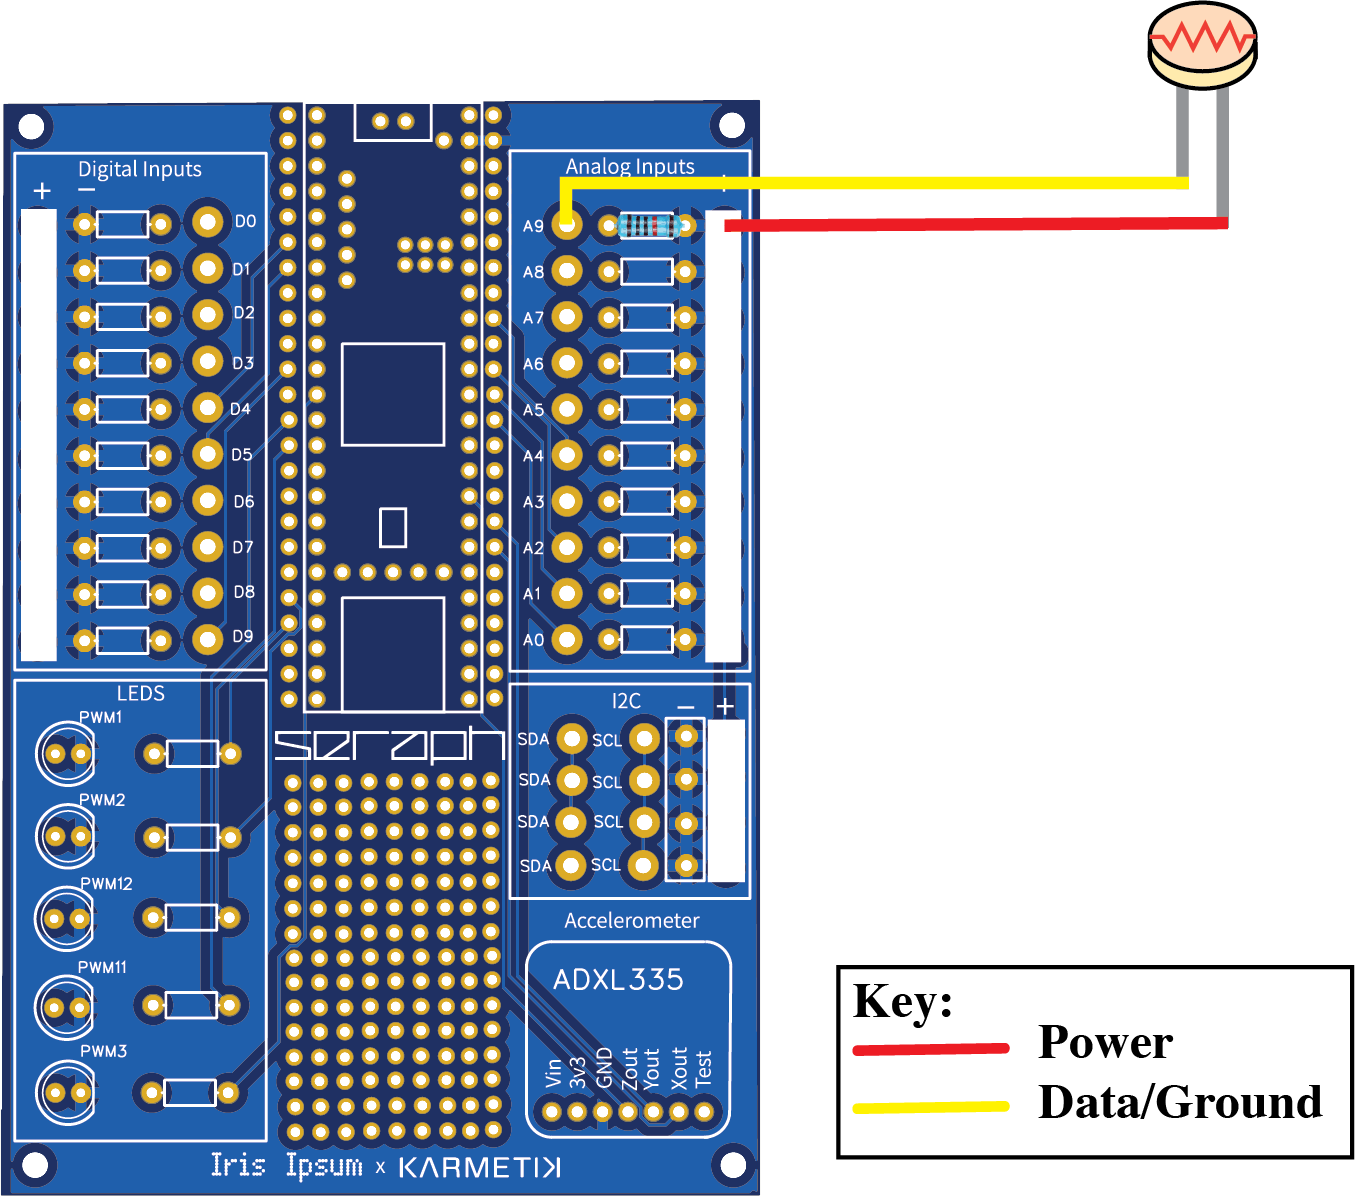 Digital Inputs
+ −
D0
D1
D2
D3
D4
D5
D6
D7
D8
D9
Analog Inputs
A9
A8
A7
A6
A5
A4
A3
A2
A1
A0
LEDS
PWM1
PWM2
PWM12
PWM11
PWM3
seraph
I2C
− +
SDA SCL
SDA SCL
SDA SCL
SDA SCL
Accelerometer
ADXL335
Vin 3v3 GND Zout Yout Xout Test
Iris Ipsum x KARMETIK
Key:
Power
Data/Ground